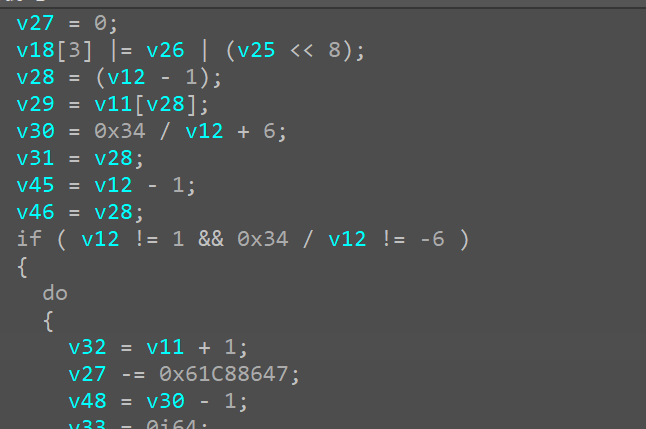 v27 = 0;
v18[3] |= v26 | (v25 << 8);
v28 = (v12 - 1);
v29 = v11[v28];
v30 = 0x34 / v12 + 6;
v31 = v28;
v45 = v12 - 1;
v46 = v28;
if ( v12 != 1 && 0x34 / v12 != -6 )
{
do
{
v32 = v11 + 1;
v27 -= 0x61C88647;
v48 = v30 - 1;
v33 = 0i64;